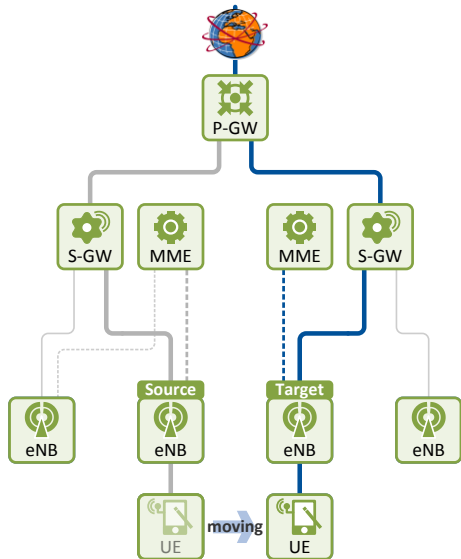 P-GW
S-GW
MME
MME
S-GW
Source
Target
eNB
eNB
eNB
eNB
moving
UE
UE